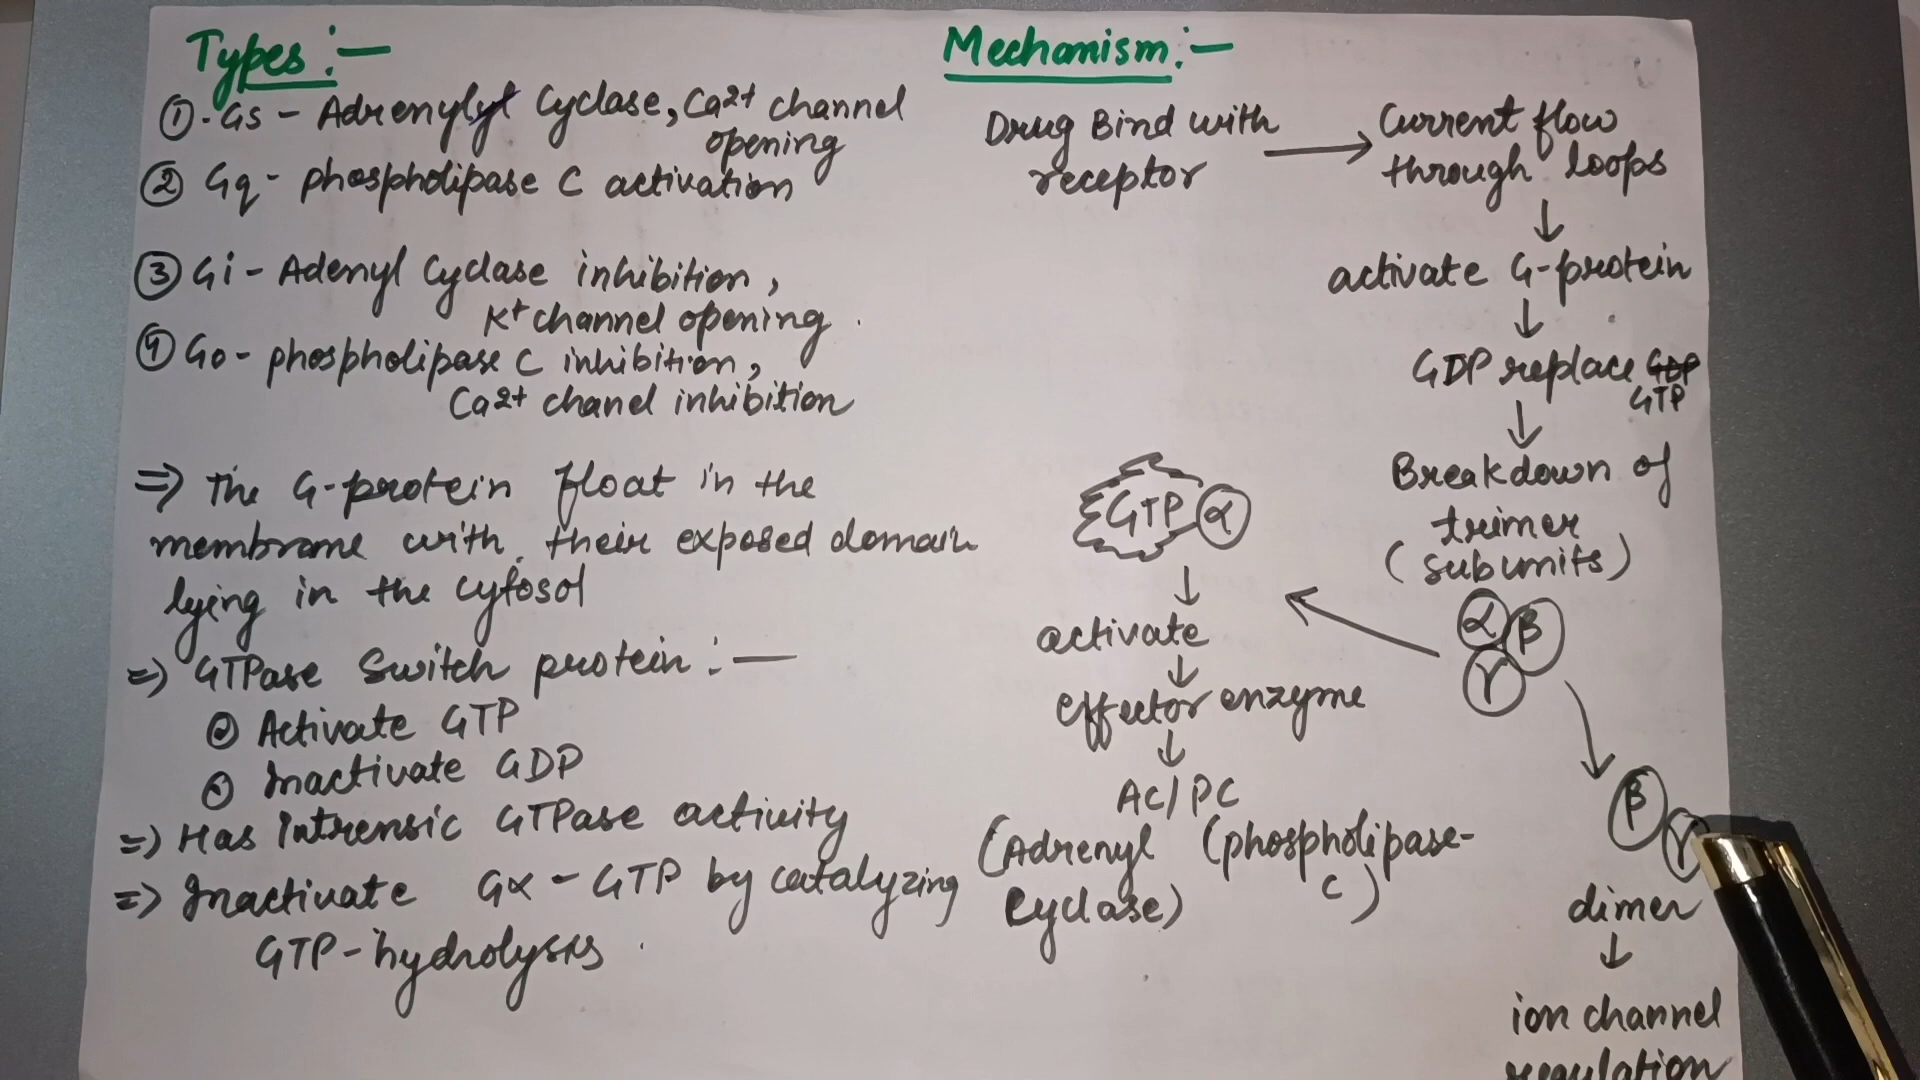 Types:-
① Gs - Adrenylyl Cyclase, Ca2+ channel
opening
② Gq - phospholipase C activation
③ Gi - Adenyl Cyclase inhibition,
K+ channel opening.
④ Go - phospholipase C inhibition,
Ca2+ chanel inhibition
=> The G-protein float in the
membrane with their exposed domain
lying in the cytosol
=> GTPase Switch protein:-
Activate GTP
Inactivate GDP
=> Has intrensic GTPase activity
=> Inactivate Gα - GTP by catalyzing
GTP-hydrolysis.
Mechanism:-
Drug Bind with
receptor
→ Current flow
through loops
↓
activate G-protein
↓
GDP replace GDP
GTP
↓
Breakdown of
trimer
(subunits)
α β
γ
GTP α
↓
activate
↓
effector enzyme
↓
AC/PC
(Adrenyl (phospholipase-
Cyclase) C)
β
γ
dimer
↓
ion channel
regulation